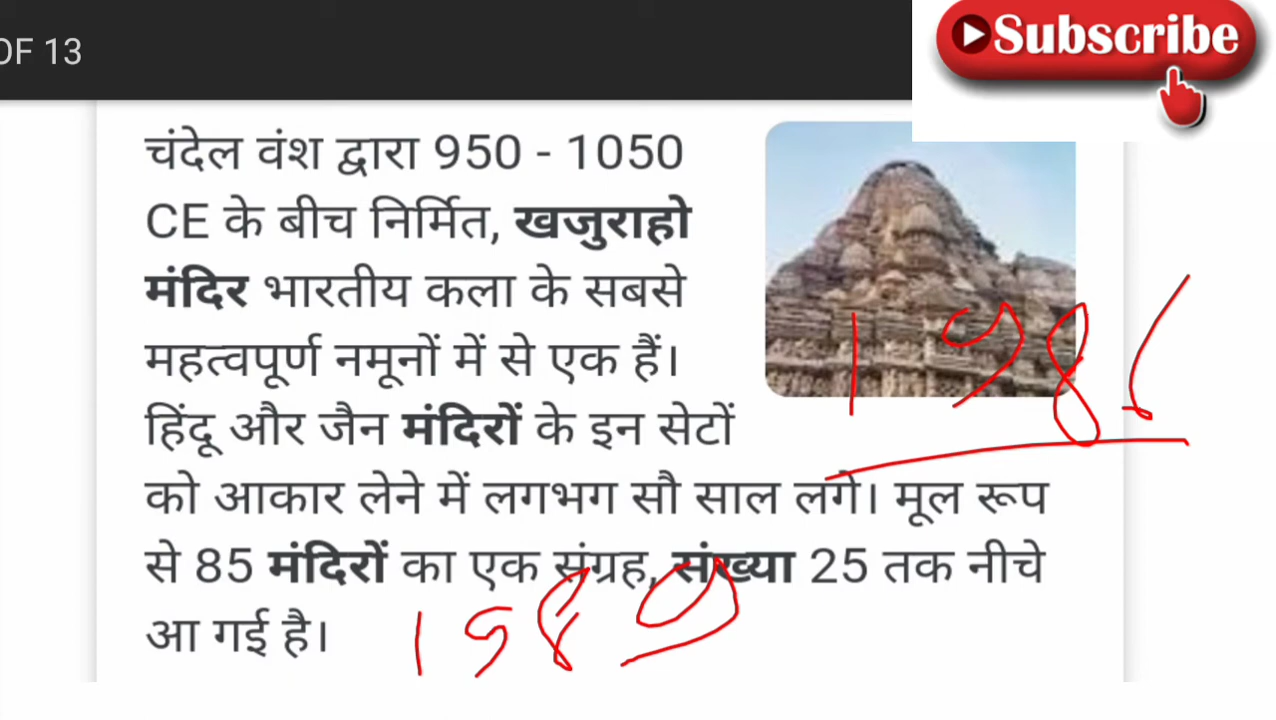 OF 13
Subscribe
चंदेल वंश द्वारा 950 - 1050
CE के बीच निर्मित, खजुराहो
मंदिर भारतीय कला के सबसे
महत्वपूर्ण नमूनों में से एक हैं।
हिंदू और जैन मंदिरों के इन सेटों
को आकार लेने में लगभग सौ साल लगे। मूल रूप
से 85 मंदिरों का एक संग्रह, संख्या 25 तक नीचे
आ गई है।
1986